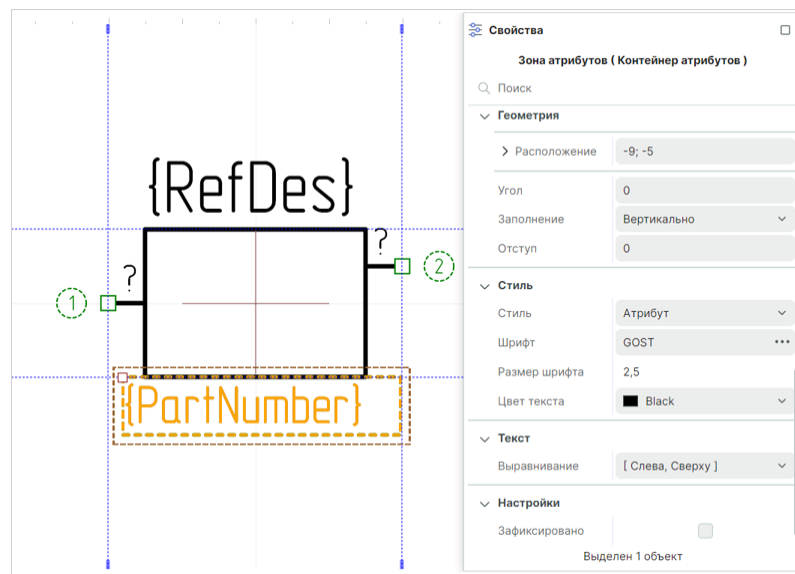 Свойства
Зона атрибутов ( Контейнер атрибутов )
Поиск
Геометрия
Расположение -9; -5
Угол 0
Заполнение Вертикально
Отступ 0
Стиль
Стиль Атрибут
Шрифт GOST
Размер шрифта 2,5
Цвет текста Black
Текст
Выравнивание [ Слева, Сверху ]
Настройки
Зафиксировано
Выделен 1 объект
{RefDes}
?
2
?
1
{PartNumber}